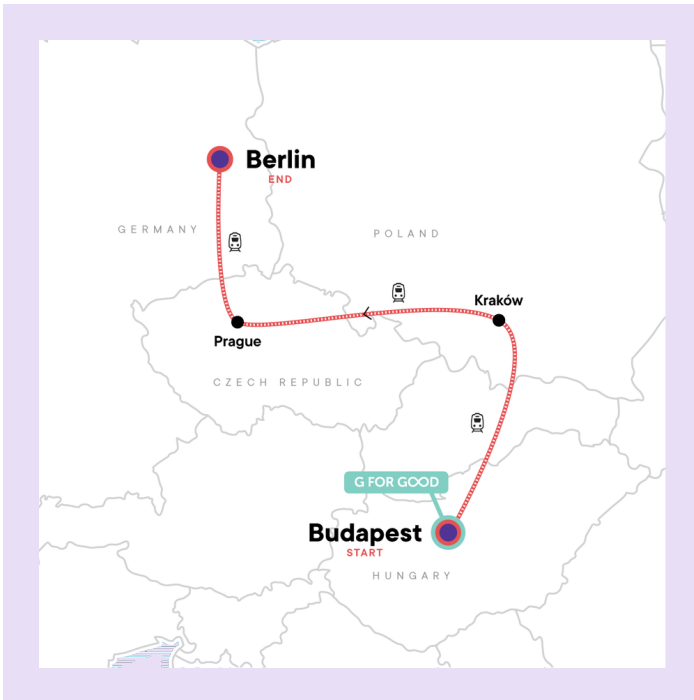 Berlin
END
GERMANY
POLAND
Kraków
Prague
CZECH REPUBLIC
G FOR GOOD
Budapest
START
HUNGARY